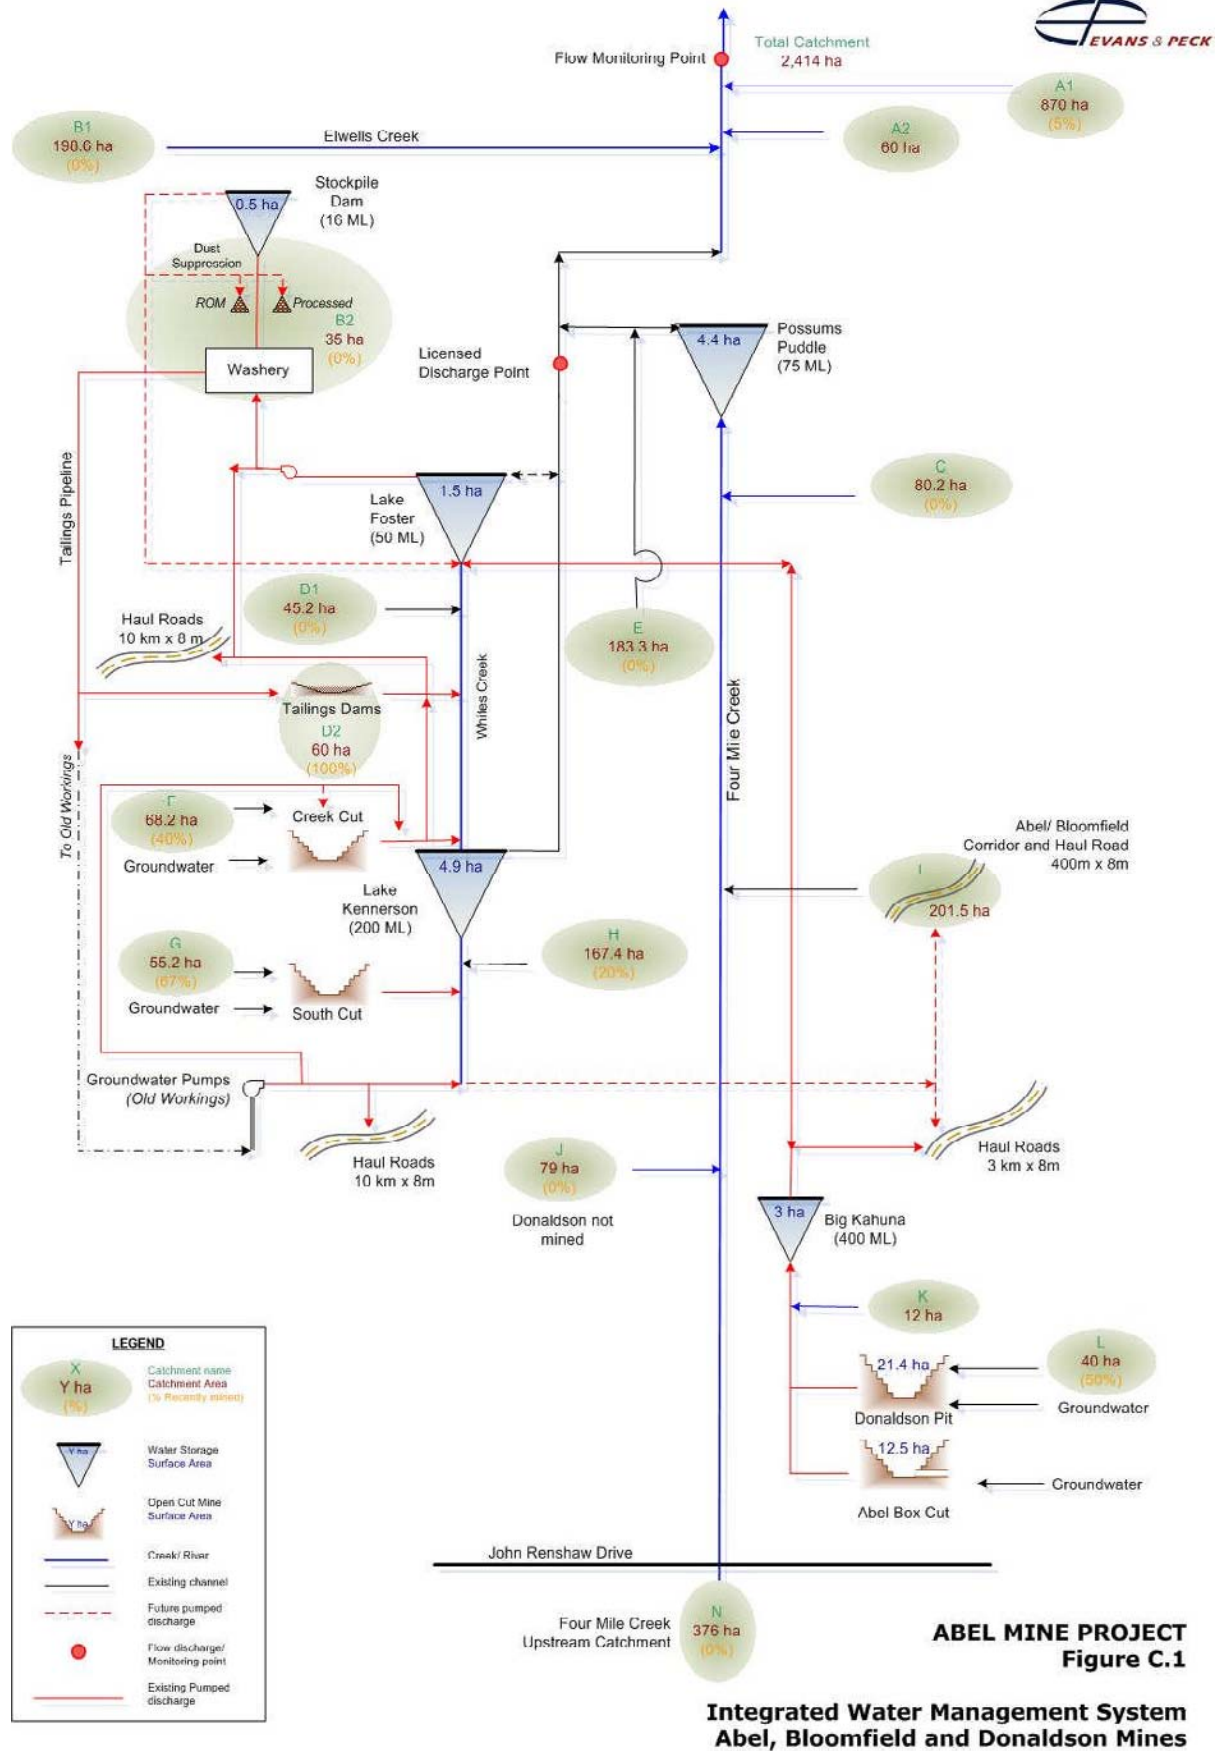 EVANS & PECK
Total Catchment
2,414 ha
Flow Monitoring Point
A1
870 ha
(5%)
A2
60 ha
B1
190.6 ha
(0%)
Elwells Creek
Stockpile
Dam
(16 ML)
0.5 ha
Dust
Suppression
ROM
Processed
B2
35 ha
(0%)
Washery
Licensed
Discharge Point
4.4 ha
Possums
Puddle
(75 ML)
C
80.2 ha
(0%)
Tailings Pipeline
1.5 ha
Lake
Foster
(50 ML)
D1
45.2 ha
(0%)
Haul Roads
10 km x 8 m
E
183.3 ha
(0%)
Whites Creek
Four Mile Creek
Tailings Dams
D2
60 ha
(100%)
To Old Workings
F
68.2 ha
(40%)
Creek Cut
Groundwater
4.9 ha
Lake
Kennerson
(200 ML)
Abel/ Bloomfield
Corridor and Haul Road
400m x 8m
I
201.5 ha
G
55.2 ha
(67%)
H
167.4 ha
(20%)
Groundwater
South Cut
Groundwater Pumps
(Old Workings)
Haul Roads
10 km x 8m
Haul Roads
3 km x 8m
J
79 ha
(0%)
Donaldson not
mined
3 ha
Big Kahuna
(400 ML)
K
12 ha
L
40 ha
(50%)
21.4 ha
Groundwater
Donaldson Pit
12.5 ha
Groundwater
Abel Box Cut
LEGEND
X
Y ha
(%)
Catchment name
Catchment Area
(% Recently mined)
Y ha
Water Storage
Surface Area
Y ha
Open Cut Mine
Surface Area
Creek/ River
Existing channel
Future pumped
discharge
Flow discharge/
Monitoring point
Existing Pumped
discharge
John Renshaw Drive
Four Mile Creek
Upstream Catchment
N
376 ha
(0%)
ABEL MINE PROJECT
Figure C.1
Integrated Water Management System
Abel, Bloomfield and Donaldson Mines